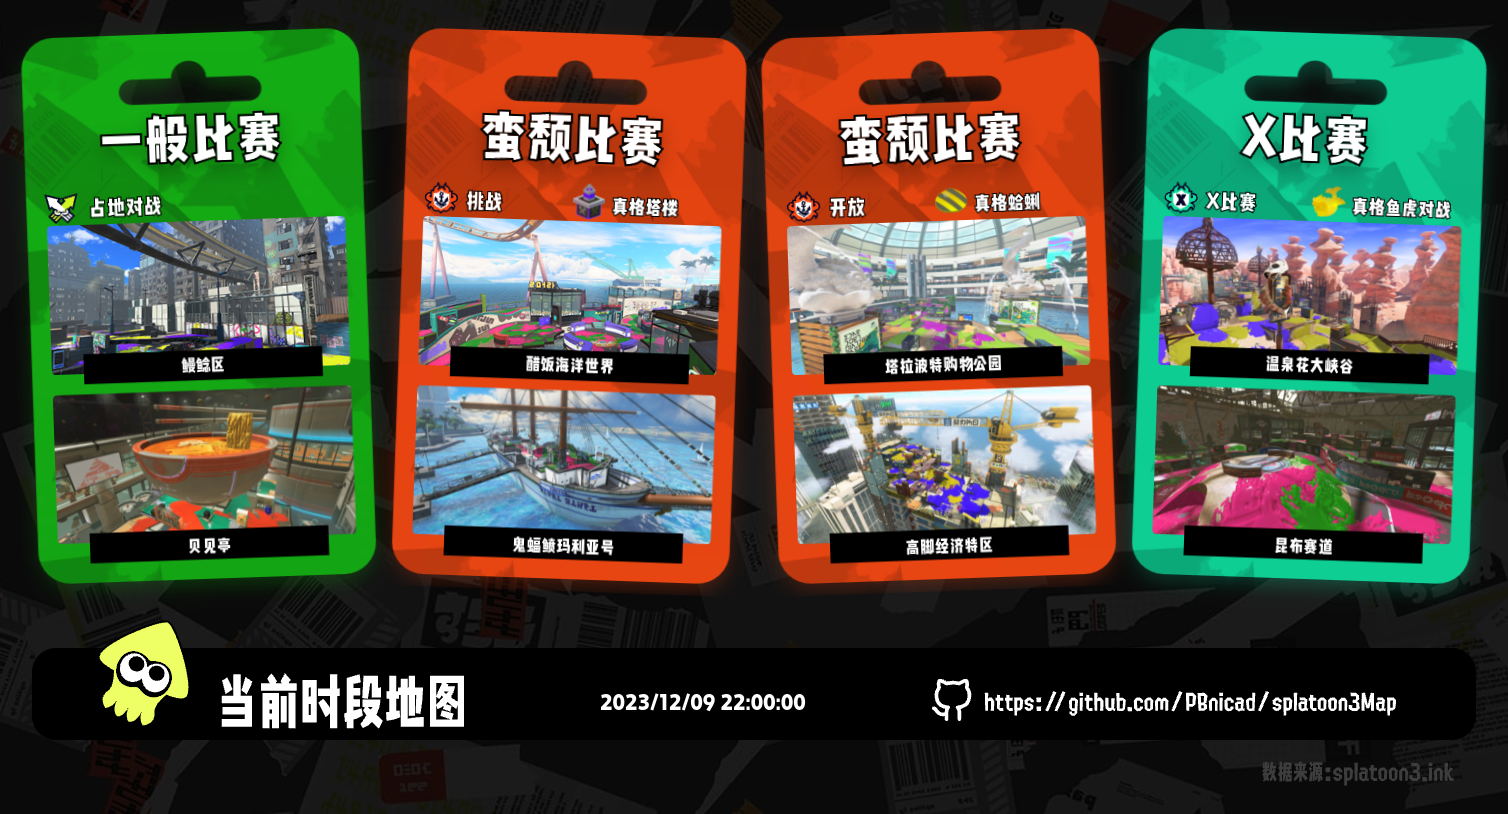 一般比赛
占地对战
鳗鲶区
贝见亭
蛮颓比赛
挑战
真格塔楼
醋饭海洋世界
鬼蝠鲼玛利亚号
蛮颓比赛
开放
真格蛤蜊
塔拉波特购物公园
高脚经济特区
X比赛
X比赛
真格鱼虎对战
温泉花大峡谷
昆布赛道
当前时段地图
2023/12/09 22:00:00
https://github.com/PBnicad/splatoon3Map
数据来源:splatoon3.ink